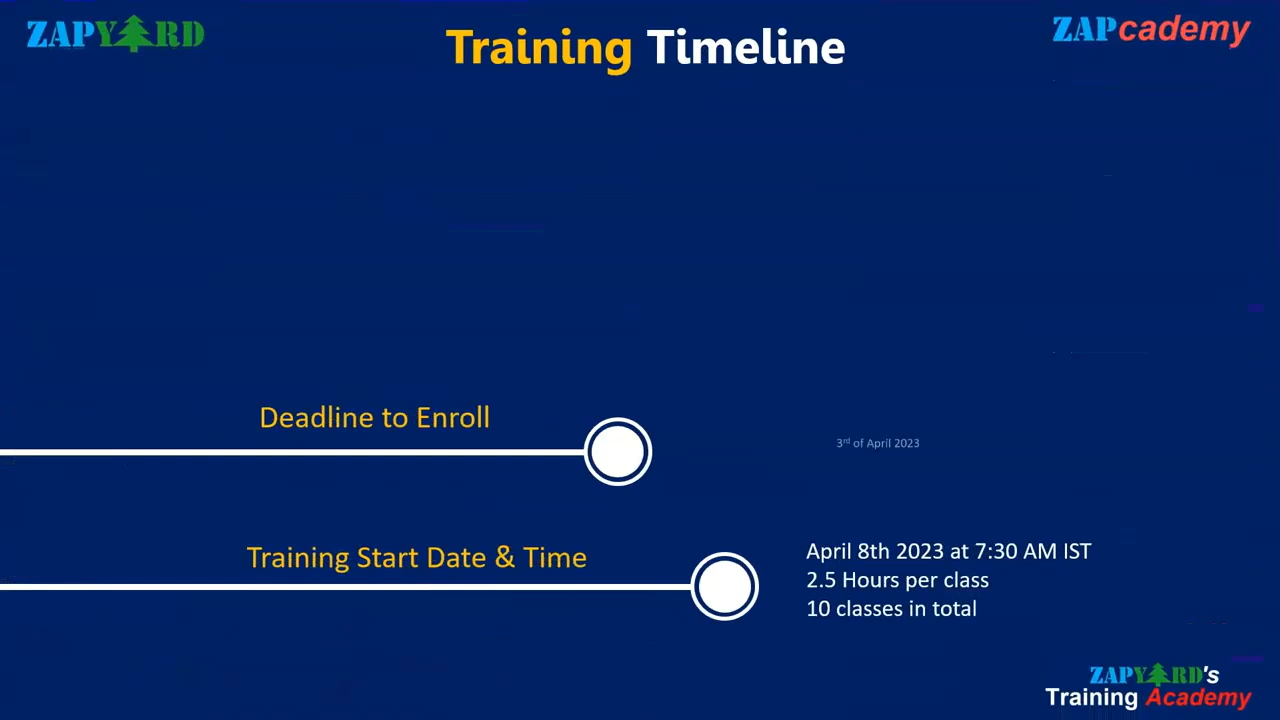 ZAPYARD
Training Timeline
ZAPcademy
Deadline to Enroll
3rd of April 2023
Training Start Date & Time
April 8th 2023 at 7:30 AM IST
2.5 Hours per class
10 classes in total
ZAPYARD's
Training Academy